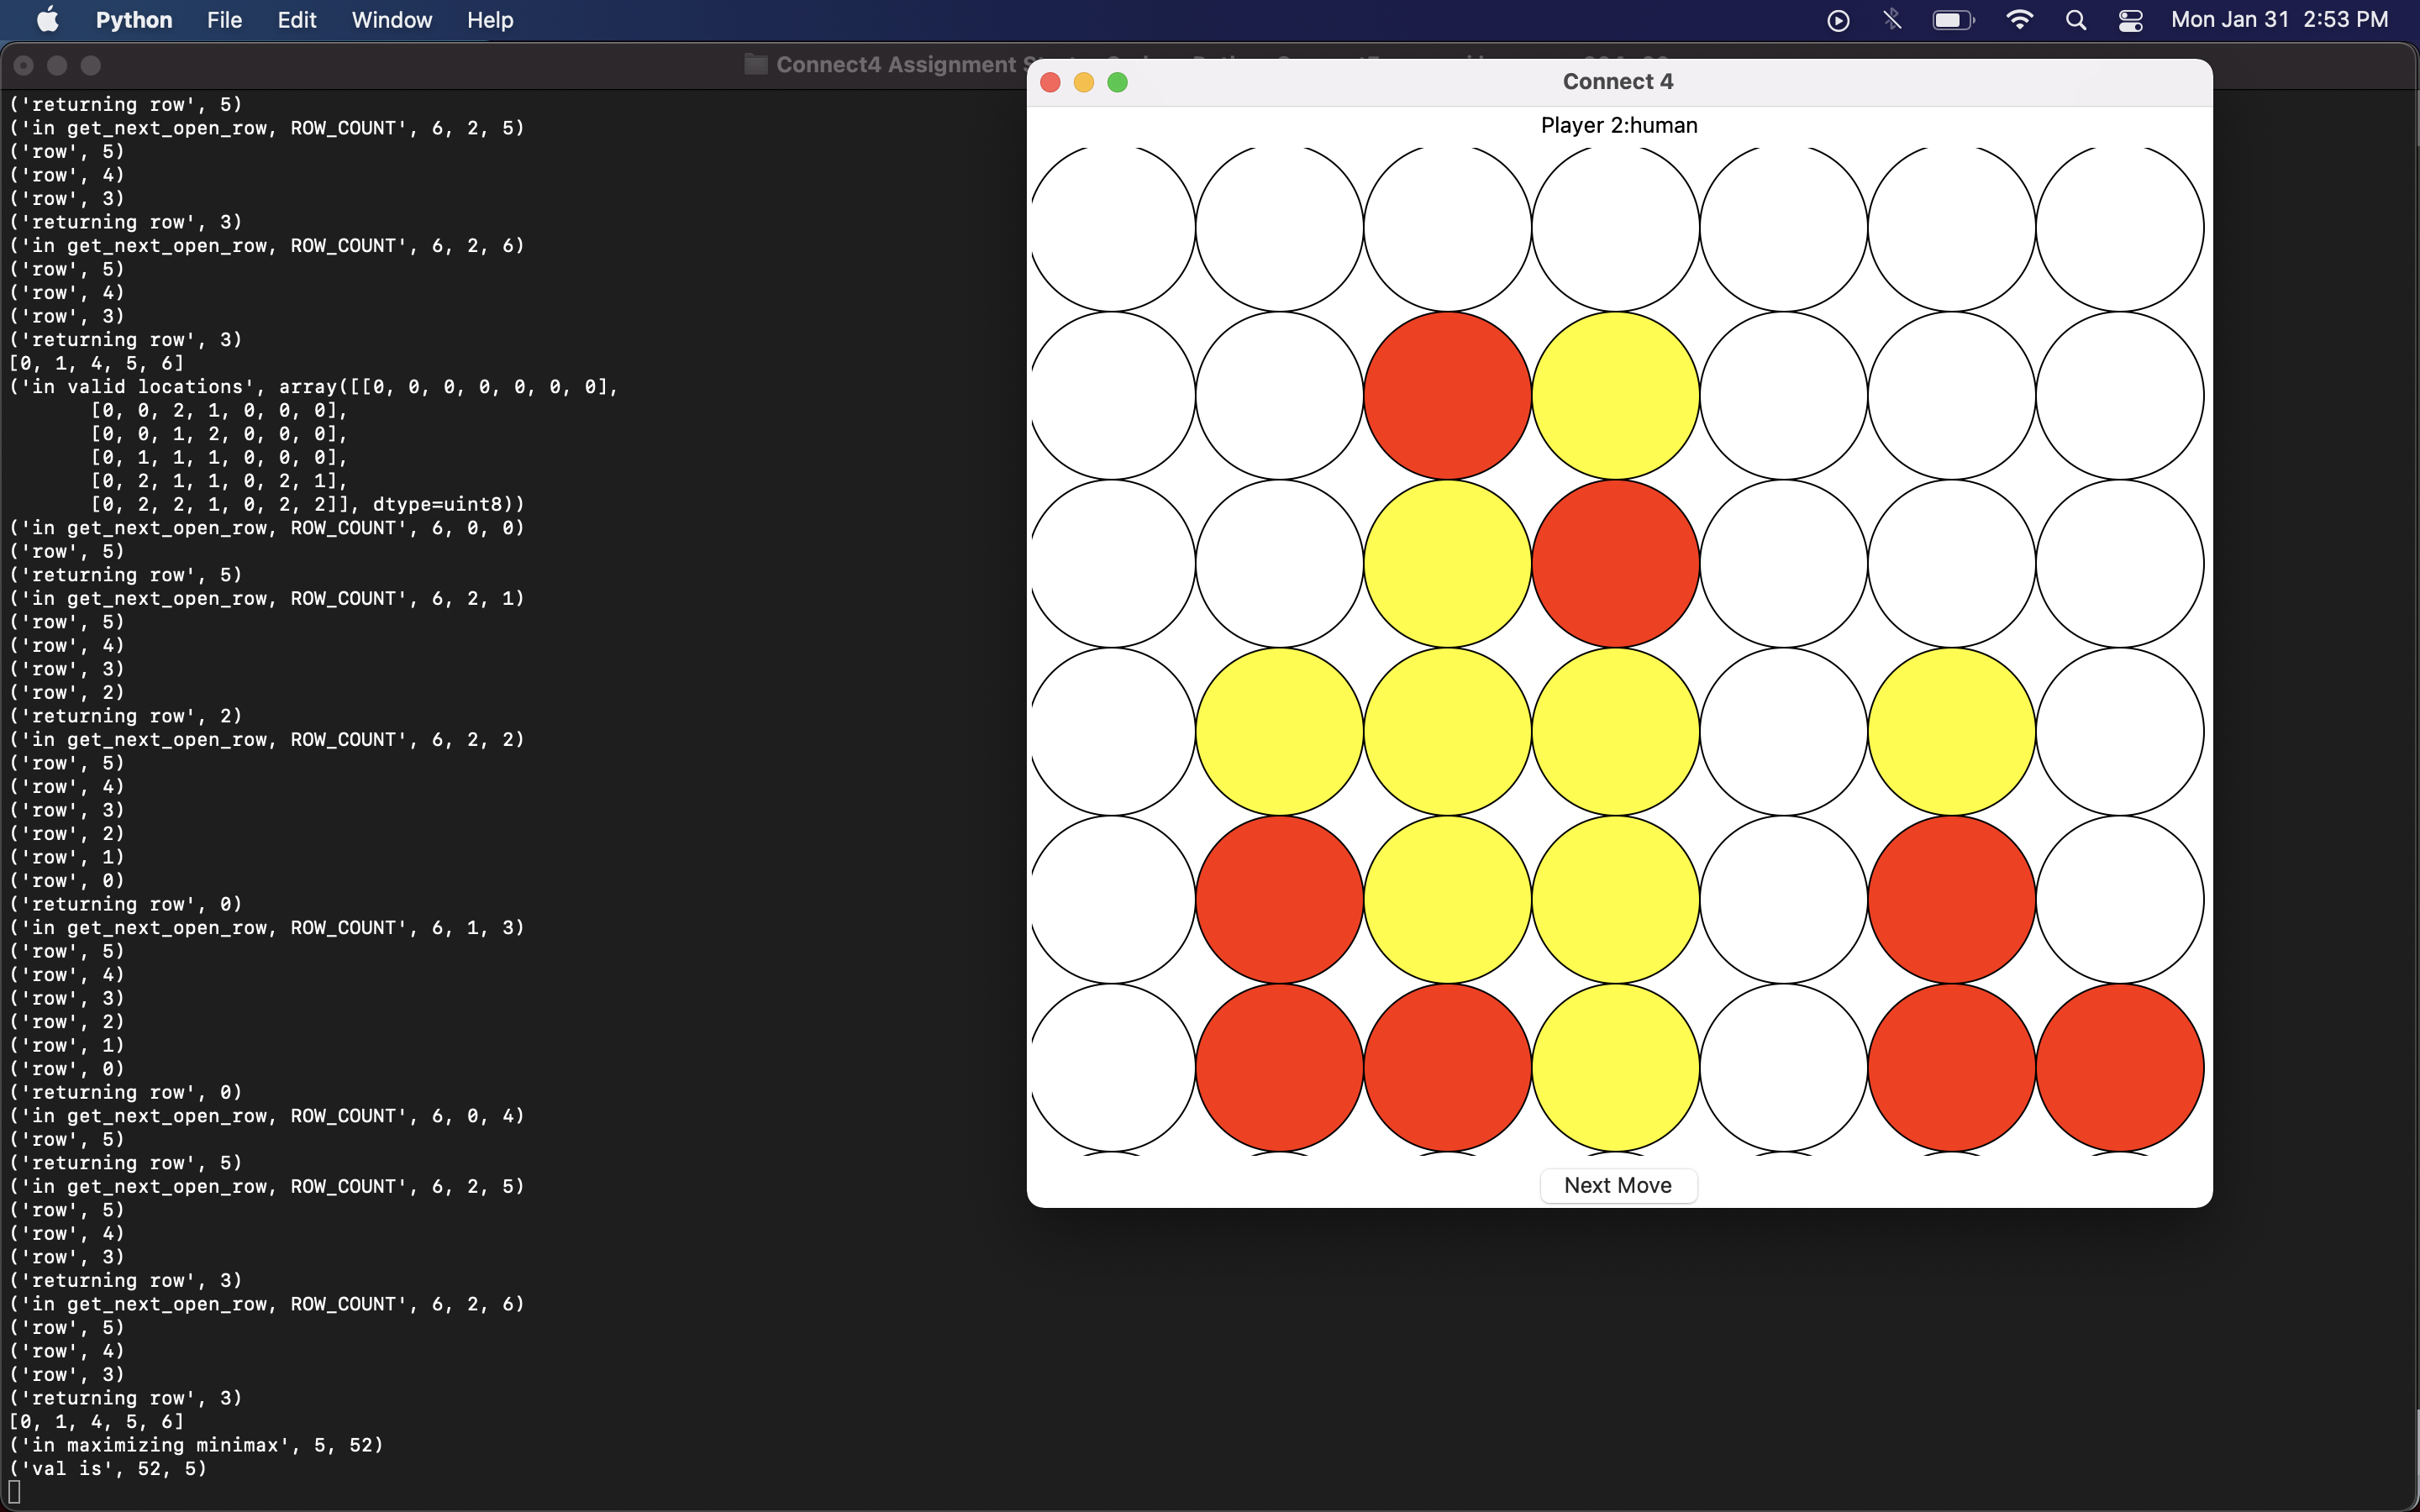 Python File Edit Window Help Mon Jan 31 2:53 PM
Connect4 Assignment
('returning row', 5)
('in get_next_open_row, ROW_COUNT', 6, 2, 5)
('row', 5)
('row', 4)
('row', 3)
('returning row', 3)
('in get_next_open_row, ROW_COUNT', 6, 2, 6)
('row', 5)
('row', 4)
('row', 3)
('returning row', 3)
[0, 1, 4, 5, 6]
('in valid locations', array([[0, 0, 0, 0, 0, 0, 0],
[0, 0, 2, 1, 0, 0, 0],
[0, 0, 1, 2, 0, 0, 0],
[0, 1, 1, 1, 0, 0, 0],
[0, 2, 1, 1, 0, 2, 1],
[0, 2, 2, 1, 0, 2, 2]], dtype=uint8))
('in get_next_open_row, ROW_COUNT', 6, 0, 0)
('row', 5)
('returning row', 5)
('in get_next_open_row, ROW_COUNT', 6, 2, 1)
('row', 5)
('row', 4)
('row', 3)
('row', 2)
('returning row', 2)
('in get_next_open_row, ROW_COUNT', 6, 2, 2)
('row', 5)
('row', 4)
('row', 3)
('row', 2)
('row', 1)
('row', 0)
('returning row', 0)
('in get_next_open_row, ROW_COUNT', 6, 1, 3)
('row', 5)
('row', 4)
('row', 3)
('row', 2)
('row', 1)
('row', 0)
('returning row', 0)
('in get_next_open_row, ROW_COUNT', 6, 0, 4)
('row', 5)
('returning row', 5)
('in get_next_open_row, ROW_COUNT', 6, 2, 5)
('row', 5)
('row', 4)
('row', 3)
('returning row', 3)
('in get_next_open_row, ROW_COUNT', 6, 2, 6)
('row', 5)
('row', 4)
('row', 3)
('returning row', 3)
[0, 1, 4, 5, 6]
('in maximizing minimax', 5, 52)
('val is', 52, 5)
Connect 4
Player 2:human
Next Move